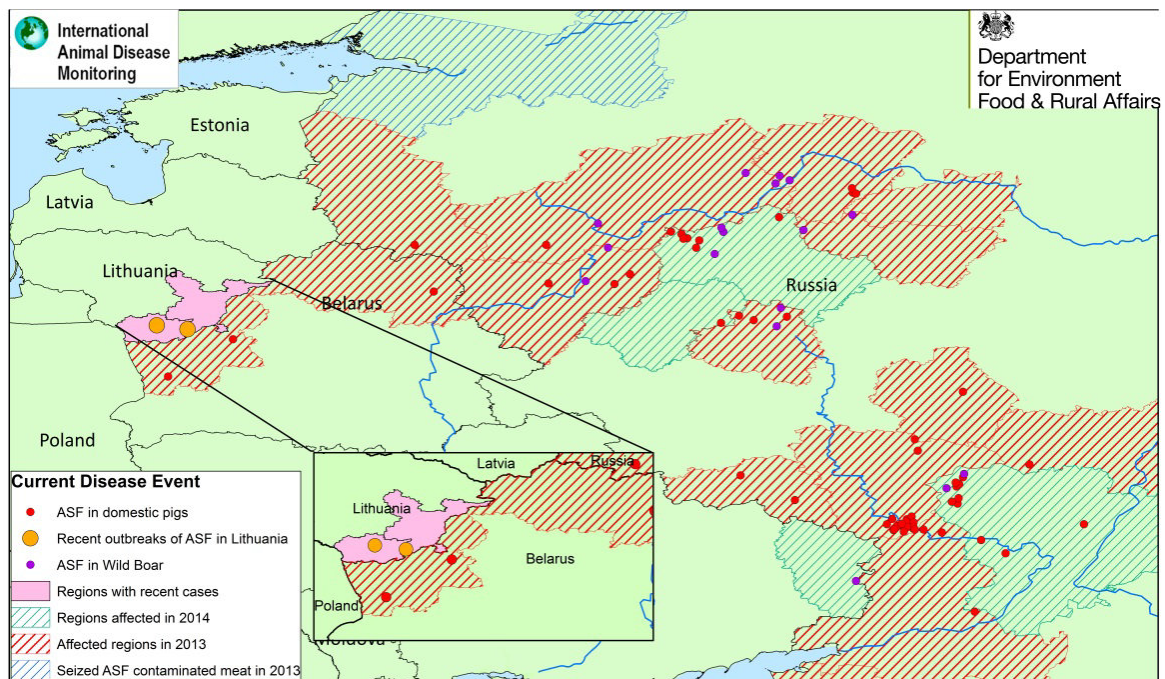 International
Animal Disease
Monitoring
Department
for Environment
Food & Rural Affairs
Estonia
Latvia
Lithuania
Belarus
Russia
Poland
Moldova
Latvia
Russia
Lithuania
Belarus
Poland
Current Disease Event
ASF in domestic pigs
Recent outbreaks of ASF in Lithuania
ASF in Wild Boar
Regions with recent cases
Regions affected in 2014
Affected regions in 2013
Seized ASF contaminated meat in 2013